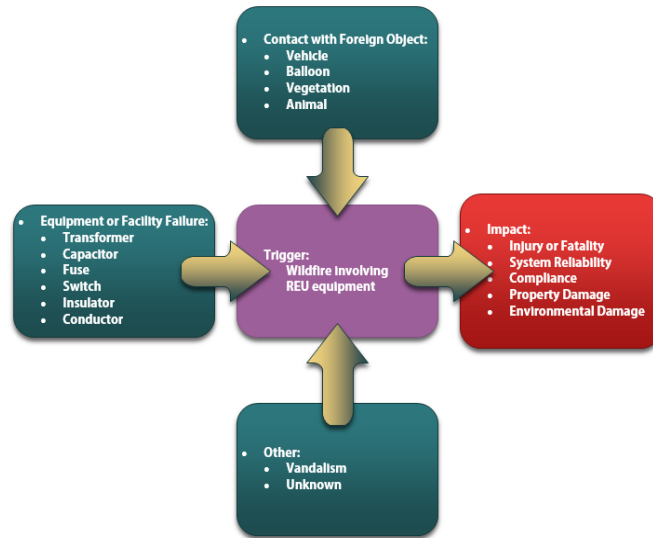 • Contact with Foreign Object:
• Vehicle
• Balloon
• Vegetation
• Animal
• Equipment or Facility Failure:
• Transformer
• Capacitor
• Fuse
• Switch
• Insulator
• Conductor
Trigger:
Wildfire involving
REU equipment
• Impact:
• Injury or Fatality
• System Reliability
• Compliance
• Property Damage
• Environmental Damage
• Other:
• Vandalism
• Unknown